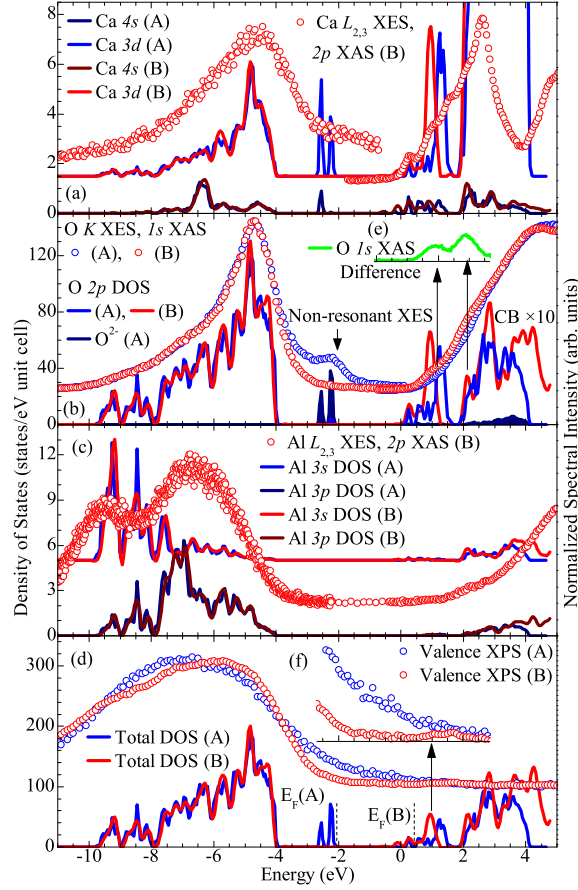 Ca 4s (A)
Ca 3d (A)
Ca 4s (B)
Ca 3d (B)
Ca L2,3 XES,
2p XAS (B)
8
6
4
2
0
(a)
O K XES, 1s XAS
(A), (B)
O 2p DOS
(A), (B)
O2- (A)
(e)
O 1s XAS
Difference
Non-resonant XES
CB ×10
120
90
60
30
0
(b)
(c)
Al L2,3 XES, 2p XAS (B)
Al 3s DOS (A)
Al 3p DOS (A)
Al 3s DOS (B)
Al 3p DOS (B)
12
9
6
3
0
(d)
(f)
Valence XPS (A)
Valence XPS (B)
Total DOS (A)
Total DOS (B)
EF(A)
EF(B)
300
200
100
0
-10 -8 -6 -4 -2 0 2 4
Energy (eV)
Density of States (states/eV unit cell)
Normalized Spectral Intensity (arb. units)